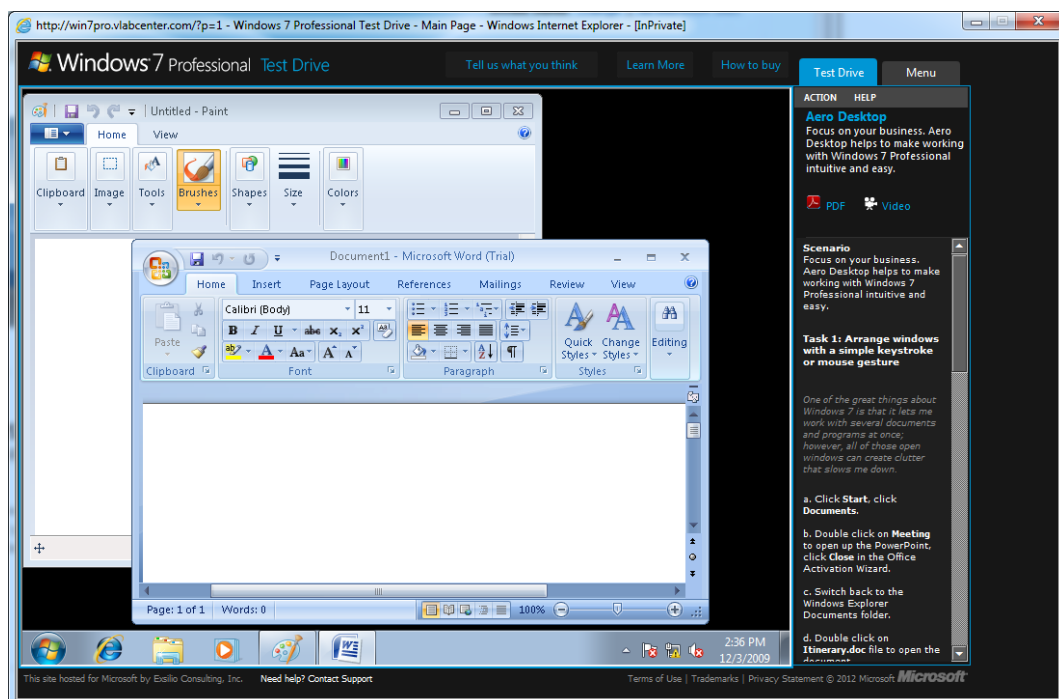 http://win7pro.vlabcenter.com/?p=1 - Windows 7 Professional Test Drive - Main Page - Windows Internet Explorer - [InPrivate]
Windows 7 Professional Test Drive
Tell us what you think
Learn More
How to buy
Test Drive
Menu
ACTION HELP
Aero Desktop
Focus on your business. Aero
Desktop helps to make working
with Windows 7 Professional
intuitive and easy.
PDF
Video
Scenario
Focus on your business.
Aero Desktop helps to make
working with Windows 7
Professional intuitive and
easy.
Task 1: Arrange windows
with a simple keystroke
or mouse gesture
One of the great things about
Windows 7 is that it lets me
work with several documents
and programs at once;
however, all of those open
windows can create clutter
that slows me down.
a. Click Start, click
Documents.
b. Double click on Meeting
to open up the PowerPoint,
click Close in the Office
Activation Wizard.
c. Switch back to the
Windows Explorer
Documents folder.
d. Double click on
Itinerary.doc file to open the
document
Untitled - Paint
Home View
Clipboard Image Tools Brushes Shapes Size Colors
Document1 - Microsoft Word (Trial)
Home Insert Page Layout References Mailings Review View
Calibri (Body) 11
B I U abc x₂ x²
Aa A A
Paste
Quick Styles
Change Styles
Editing
Clipboard Font Paragraph Styles
Page: 1 of 1 Words: 0 100%
2:36 PM
12/3/2009
This site hosted for Microsoft by Exsilio Consulting, Inc. Need help? Contact Support
Terms of Use | Trademarks | Privacy Statement © 2012 Microsoft Microsoft